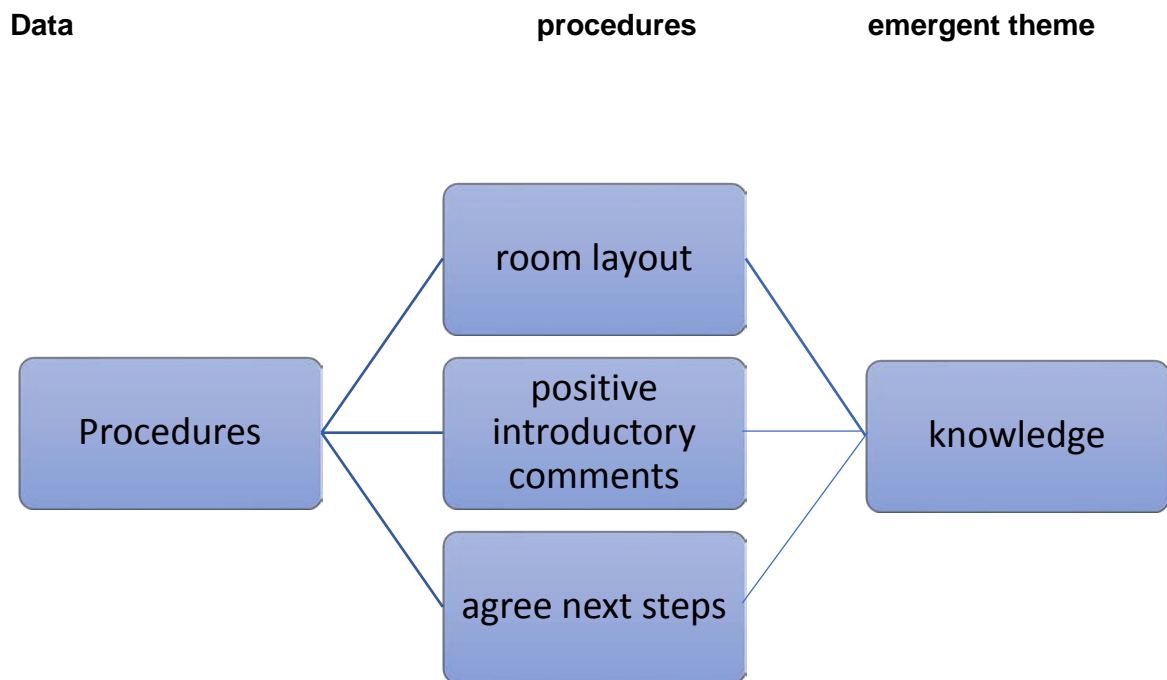 Data procedures emergent theme
room layout
Procedures
positive
introductory
comments
knowledge
agree next steps